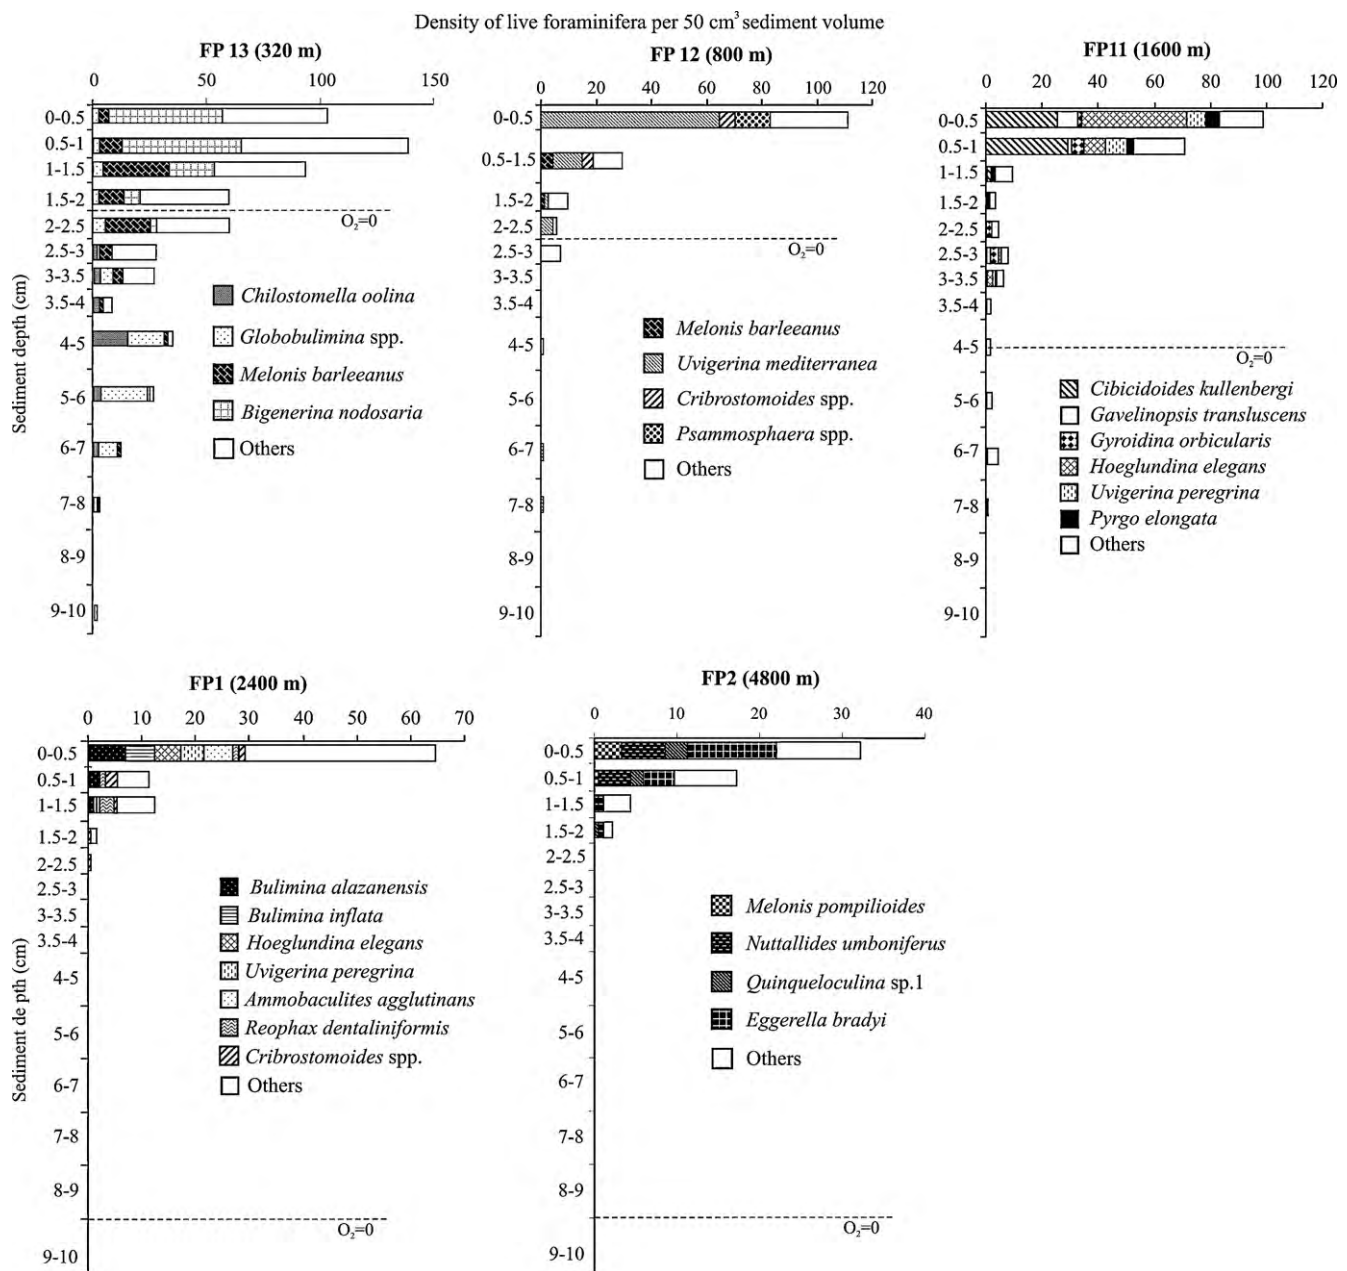 Density of live foraminifera per 50 cm³ sediment volume
FP 13 (320 m)
0 50 100 150
Sediment depth (cm)
0-0.5
0.5-1
1-1.5
1.5-2
O₂=0
2-2.5
2.5-3
3-3.5
3.5-4
4-5
5-6
6-7
7-8
8-9
9-10
Chilostomella oolina
Globobulimina spp.
Melonis barleeanus
Bigenerina nodosaria
Others
FP 12 (800 m)
0 20 40 60 80 100 120
0-0.5
0.5-1.5
1.5-2
2-2.5
O₂=0
2.5-3
3-3.5
3.5-4
4-5
5-6
6-7
7-8
8-9
9-10
Melonis barleeanus
Uvigerina mediterranea
Cribrostomoides spp.
Psammosphaera spp.
Others
FP11 (1600 m)
0 20 40 60 80 100 120
0-0.5
0.5-1
1-1.5
1.5-2
2-2.5
2.5-3
3-3.5
3.5-4
4-5
O₂=0
5-6
6-7
7-8
8-9
9-10
Cibicidoides kullenbergi
Gavelinopsis transluscens
Gyroidina orbicularis
Hoeglundina elegans
Uvigerina peregrina
Pyrgo elongata
Others
FP1 (2400 m)
0 10 20 30 40 50 60 70
Sediment de pth (cm)
0-0.5
0.5-1
1-1.5
1.5-2
2-2.5
2.5-3
3-3.5
3.5-4
4-5
5-6
6-7
7-8
8-9
O₂=0
9-10
Bulimina alazanensis
Bulimina inflata
Hoeglundina elegans
Uvigerina peregrina
Ammobaculites agglutinans
Reophax dentaliniformis
Cribrostomoides spp.
Others
FP2 (4800 m)
0 10 20 30 40
0-0.5
0.5-1
1-1.5
1.5-2
2-2.5
2.5-3
3-3.5
3.5-4
4-5
5-6
6-7
7-8
8-9
O₂=0
9-10
Melonis pompilioides
Nuttallides umboniferus
Quinqueloculina sp.1
Eggerella bradyi
Others